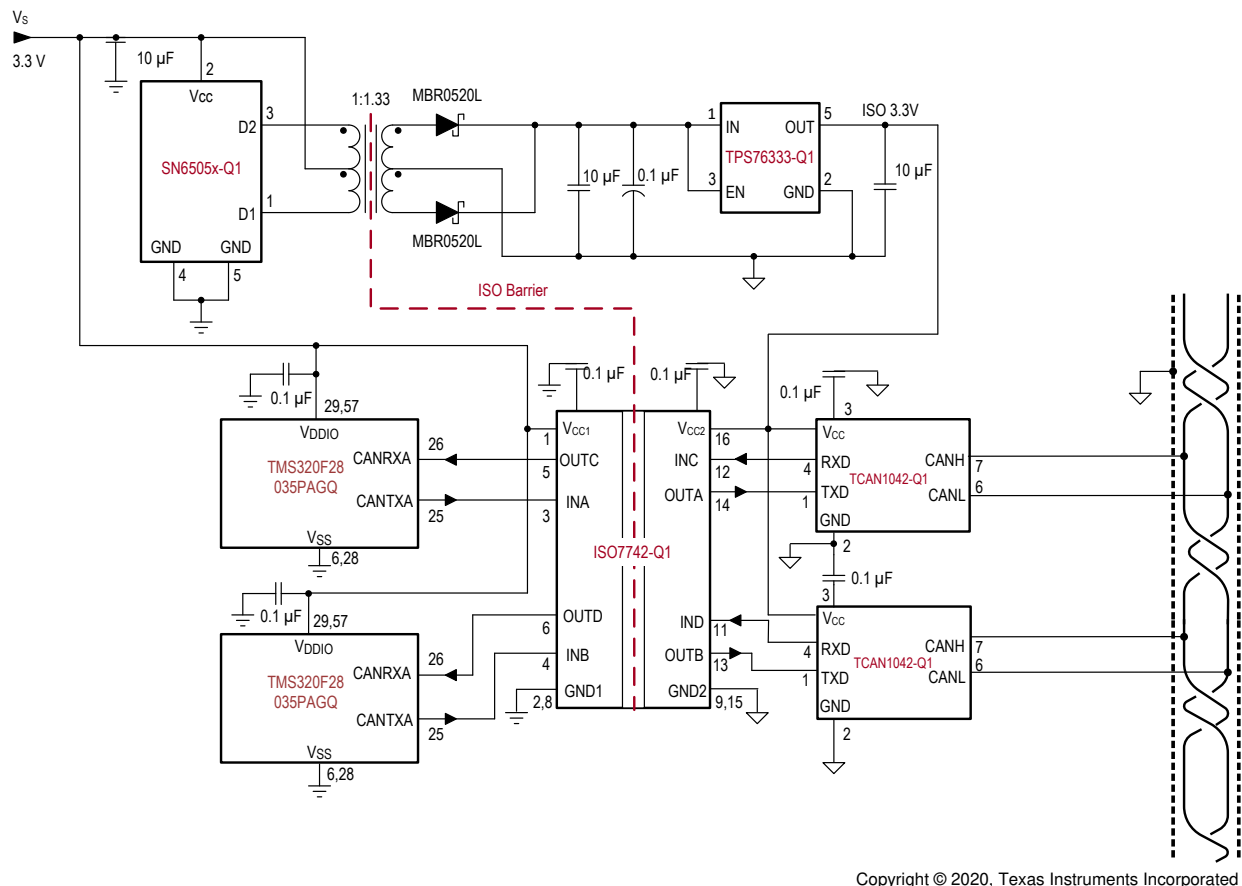 VS
3.3 V
10 µF
2
Vcc
3
D2
SN6505x-Q1
D1
1
GND
GND
4
5
1:1.33
MBR0520L
MBR0520L
10 µF
0.1 µF
1
IN
OUT
5
TPS76333-Q1
3
EN
GND
2
ISO 3.3V
10 µF
ISO Barrier
0.1 µF
29,57
VDDIO
CANRXA
26
TMS320F28
035PAGQ
CANTXA
25
VSS
6,28
0.1 µF
29,57
VDDIO
CANRXA
26
TMS320F28
035PAGQ
CANTXA
25
VSS
6,28
0.1 µF
0.1 µF
VCC1
1
OUTC
5
INA
3
ISO7742-Q1
OUTD
6
INB
4
GND1
2,8
VCC2
16
INC
12
OUTA
14
IND
11
OUTB
13
GND2
9,15
0.1 µF
3
VCC
RXD
4
TXD
1
TCAN1042-Q1
CANH
7
CANL
6
GND
2
0.1 µF
3
VCC
RXD
4
TXD
1
TCAN1042-Q1
CANH
7
CANL
6
GND
2
Copyright © 2020, Texas Instruments Incorporated